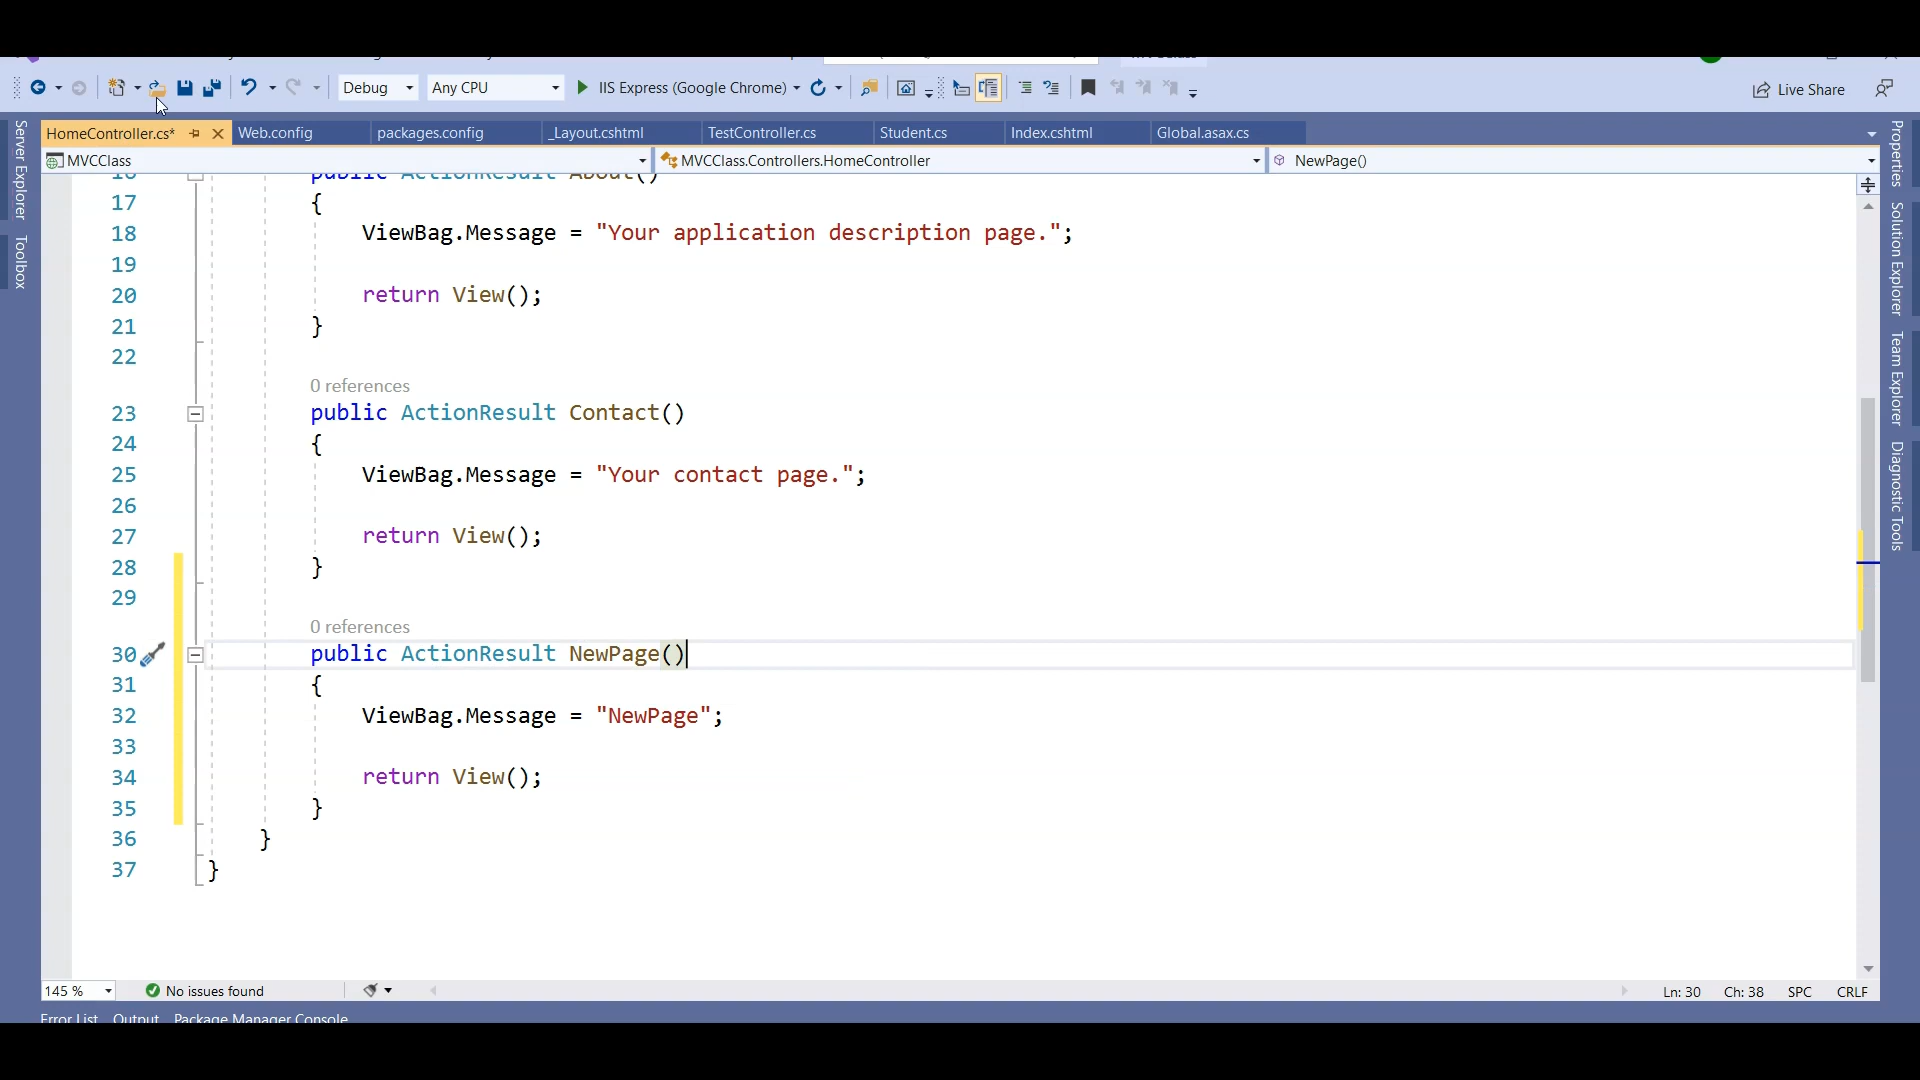 Debug Any CPU IIS Express (Google Chrome) Live Share
HomeController.cs* Web.config packages.config _Layout.cshtml TestController.cs Student.cs Index.cshtml Global.asax.cs
MVCClass MVCClass.Controllers.HomeController NewPage()
Server Explorer
Toolbox
public ActionResult About()
17 {
18 ViewBag.Message = "Your application description page.";
19
20 return View();
21 }
22
0 references
23 public ActionResult Contact()
24 {
25 ViewBag.Message = "Your contact page.";
26
27 return View();
28 }
29
0 references
30 public ActionResult NewPage()
31 {
32 ViewBag.Message = "NewPage";
33
34 return View();
35 }
36 }
37 }
Properties
Solution Explorer
Team Explorer
Diagnostic Tools
145 % No issues found Ln: 30 Ch: 38 SPC CRLF
Error List Output Package Manager Console